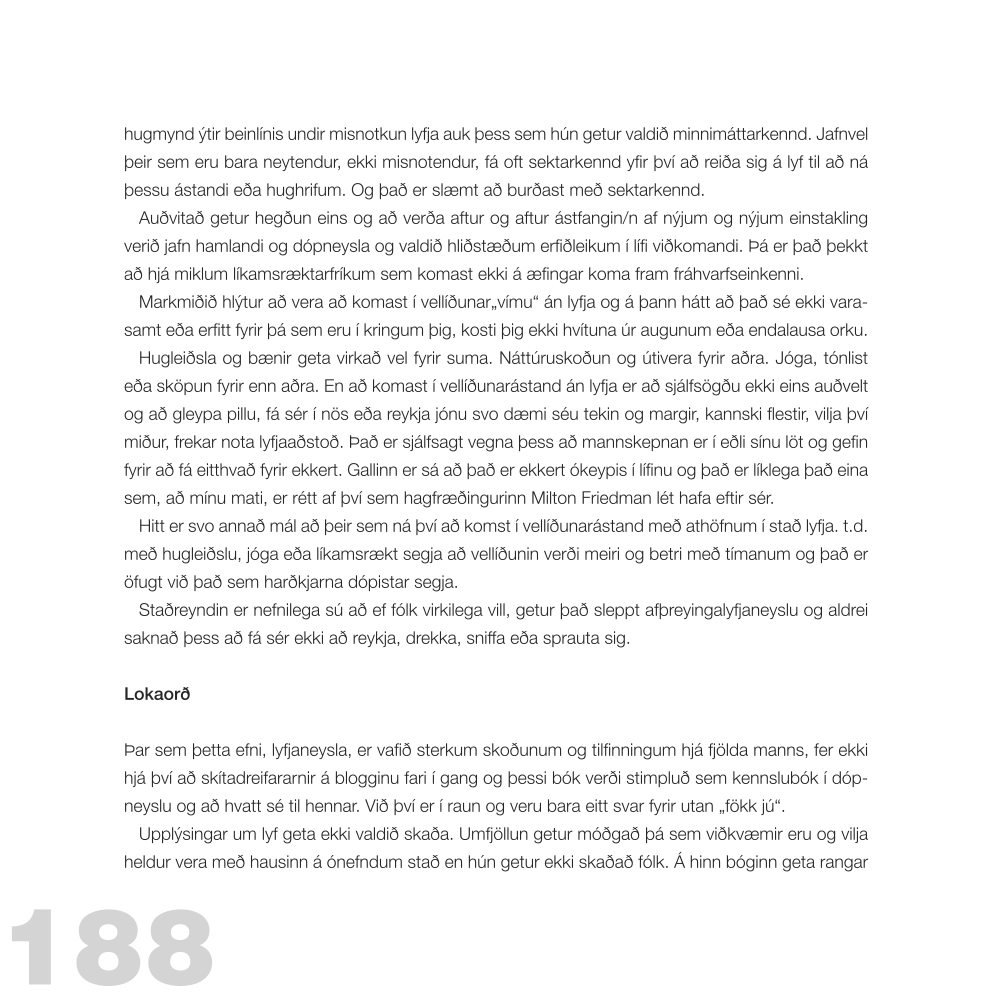 hugmynd ýtir beinlínis undir misnotkun lyfja auk þess sem hún getur valdið minnimáttarkennd. Jafnvel
þeir sem eru bara neytendur, ekki misnotendur, fá oft sektarkennd yfir því að reiða sig á lyf til að ná
þessu ástandi eða hughrifum. Og það er slæmt að burðast með sektarkennd.
Auðvitað getur hegðun eins og að verða aftur og aftur ástfangin/n af nýjum og nýjum einstakling
verið jafn hamlandi og dópneysla og valdið hliðstæðum erfiðleikum í lífi viðkomandi. Þá er það þekkt
að hjá miklum líkamsræktarfríkum sem komast ekki á æfingar koma fram fráhvarfseinkenni.
Markmiðið hlýtur að vera að komast í vellíðunar„vímu“ án lyfja og á þann hátt að það sé ekki vara-
samt eða erfitt fyrir þá sem eru í kringum þig, kosti þig ekki hvítuna úr augunum eða endalausa orku.
Hugleiðsla og bænir geta virkað vel fyrir suma. Náttúruskoðun og útivera fyrir aðra. Jóga, tónlist
eða sköpun fyrir enn aðra. En að komast í vellíðunarástand án lyfja er að sjálfsögðu ekki eins auðvelt
og að gleypa pillu, fá sér í nös eða reykja jónu svo dæmi séu tekin og margir, kannski flestir, vilja því
miður, frekar nota lyfjaaðstoð. Það er sjálfsagt vegna þess að mannskepnan er í eðli sínu löt og gefin
fyrir að fá eitthvað fyrir ekkert. Gallinn er sá að það er ekkert ókeypis í lífinu og það er líklega það eina
sem, að mínu mati, er rétt af því sem hagfræðingurinn Milton Friedman lét hafa eftir sér.
Hitt er svo annað mál að þeir sem ná því að komst í vellíðunarástand með athöfnum í stað lyfja. t.d.
með hugleiðslu, jóga eða líkamsrækt segja að vellíðunin verði meiri og betri með tímanum og það er
öfugt við það sem harðkjarna dópistar segja.
Staðreyndin er nefnilega sú að ef fólk virkilega vill, getur það sleppt afþreyingalyfjaneyslu og aldrei
saknað þess að fá sér ekki að reykja, drekka, sniffa eða sprauta sig.
Lokaorð
Þar sem þetta efni, lyfjaneysla, er vafið sterkum skoðunum og tilfinningum hjá fjölda manns, fer ekki
hjá því að skítadreifararnir á blogginu fari í gang og þessi bók verði stimpluð sem kennslubók í dóp-
neyslu og að hvatt sé til hennar. Við því er í raun og veru bara eitt svar fyrir utan „fökk jú“.
Upplýsingar um lyf geta ekki valdið skaða. Umfjöllun getur móðgað þá sem viðkvæmir eru og vilja
heldur vera með hausinn á ónefndum stað en hún getur ekki skaðað fólk. Á hinn bóginn geta rangar
188